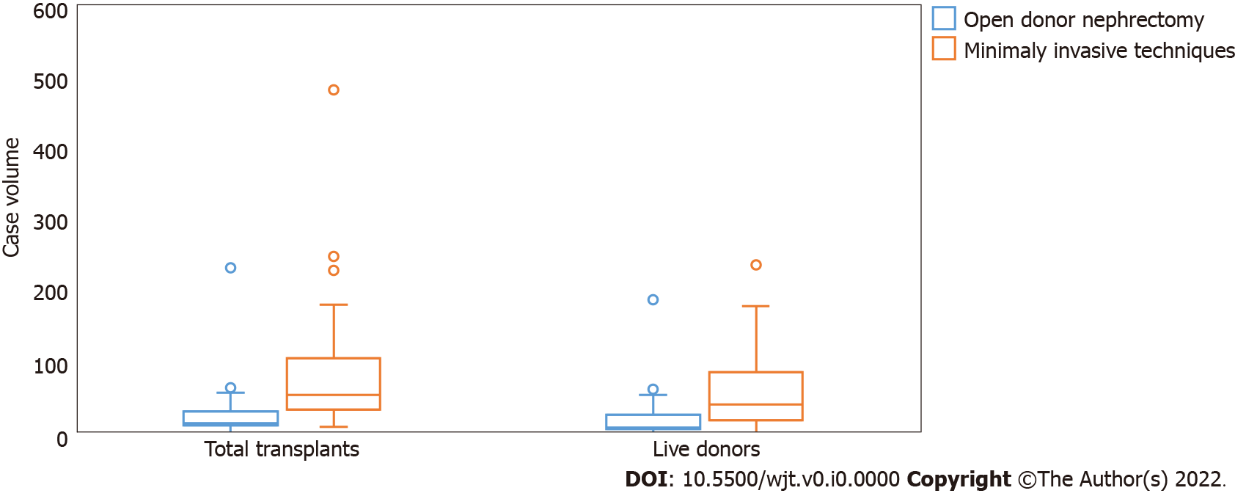 600
500
400
300
200
100
0
Case volume
Total transplants
Live donors
Open donor nephrectomy
Minimaly invasive techniques
DOI: 10.5500/wjt.v0.i0.0000 Copyright ©The Author(s) 2022.